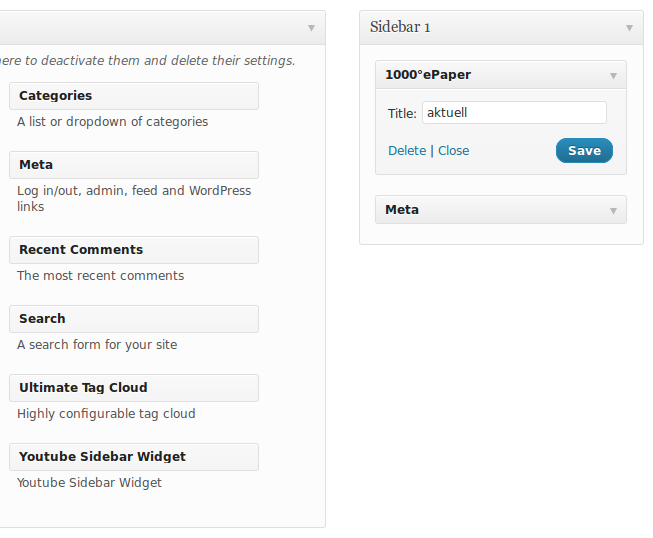 here to deactivate them and delete their settings.
Categories
A list or dropdown of categories
Meta
Log in/out, admin, feed and WordPress
links
Recent Comments
The most recent comments
Search
A search form for your site
Ultimate Tag Cloud
Highly configurable tag cloud
Youtube Sidebar Widget
Youtube Sidebar Widget
Sidebar 1
1000°ePaper
Title: aktuell
Delete | Close Save
Meta